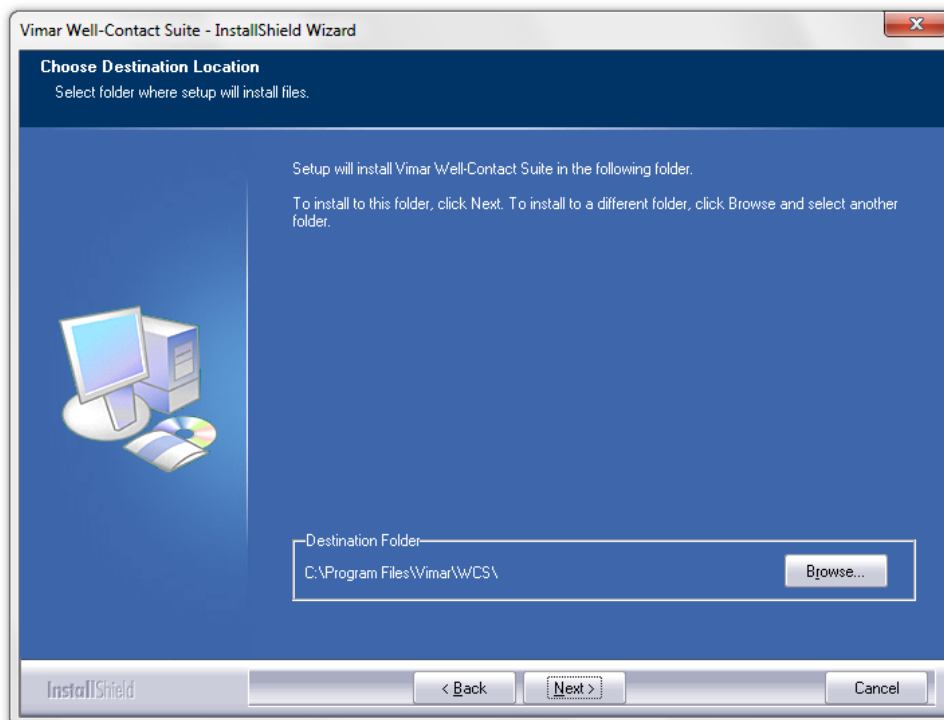 Vimar Well-Contact Suite - InstallShield Wizard
Choose Destination Location
Select folder where setup will install files.
Setup will install Vimar Well-Contact Suite in the following folder.
To install to this folder, click Next. To install to a different folder, click Browse and select another
folder.
Destination Folder
C:\Program Files\Vimar\WCS\
Browse...
InstallShield
< Back
Next >
Cancel